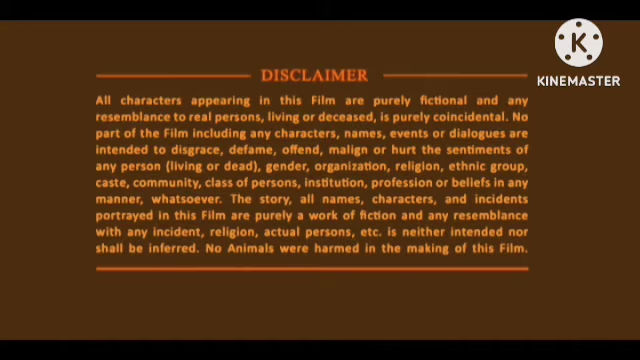 K
KINEMASTER
DISCLAIMER
All characters appearing in this Film are purely fictional and any
resemblance to real persons, living or deceased, is purely coincidental. No
part of the Film including any characters, names, events or dialogues are
intended to disgrace, defame, offend, malign or hurt the sentiments of
any person (living or dead), gender, organization, religion, ethnic group,
caste, community, class of persons, institution, profession or beliefs in any
manner, whatsoever. The story, all names, characters, and incidents
portrayed in this Film are purely a work of fiction and any resemblance
with any incident, religion, actual persons, etc. is neither intended nor
shall be inferred. No Animals were harmed in the making of this Film.